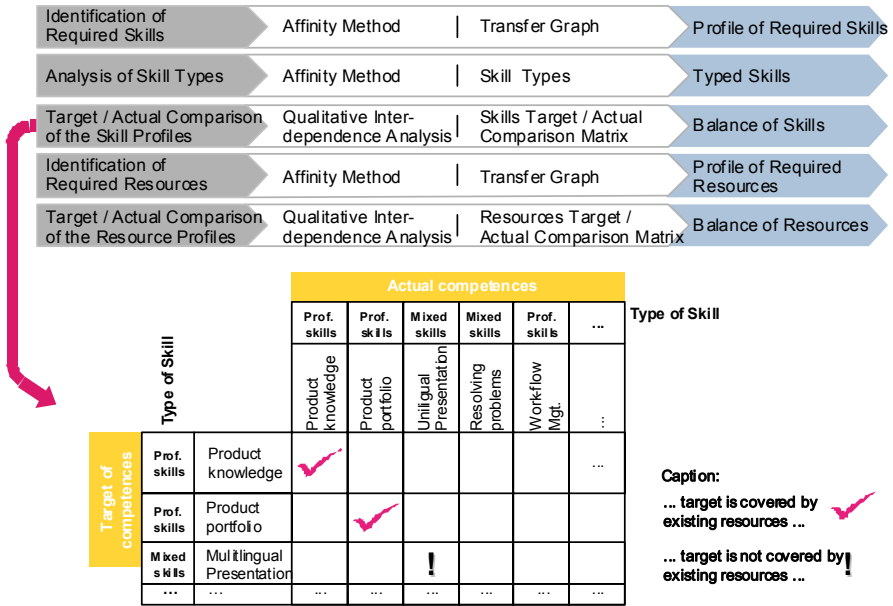 Identification of
Required Skills
Affinity Method | Transfer Graph
Profile of Required Skills
Analysis of Skill Types
Affinity Method | Skill Types
Typed Skills
Target / Actual Comparison
of the Skill Profiles
Qualitative Inter-
dependence Analysis |
Skills Target / Actual
Comparison Matrix
Balance of Skills
Identification of
Required Resources
Affinity Method | Transfer Graph
Profile of Required
Resources
Target / Actual Comparison
of the Resource Profiles
Qualitative Inter-
dependence Analysis |
Resources Target /
Actual Comparison Matrix
Balance of Resources
Actual competences
Prof.
skills
Prof.
skills
Mixed
skills
Mixed
skills
Prof.
skills
...
Type of Skill
Type of Skill
Product
knowledge
Product
portfolio
Uniligual
Presentation
Resolving
problems
Work-flow
Mgt.
...
Target of
competences
Prof.
skills
Product
knowledge
...
Prof.
skills
Product
portfolio
Mixed
skills
Mulitlingual
Presentation
!
... ... ... ... ... ... ... ...
Caption:
... target is covered by
existing resources ...
... target is not covered by
existing resources ... !